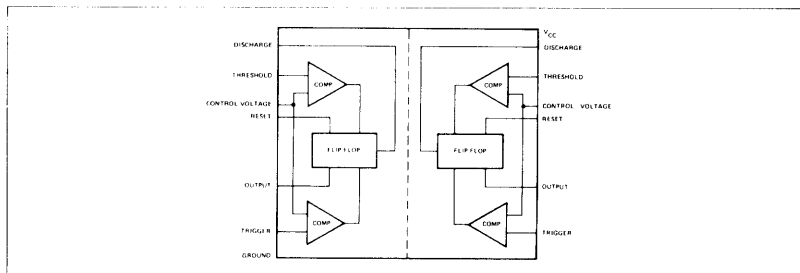 VCC
DISCHARGE
DISCHARGE
THRESHOLD
COMP
COMP
THRESHOLD
CONTROL VOLTAGE
CONTROL VOLTAGE
RESET
RESET
FLIP FLOP
FLIP FLOP
OUTPUT
OUTPUT
COMP
COMP
TRIGGER
TRIGGER
GROUND